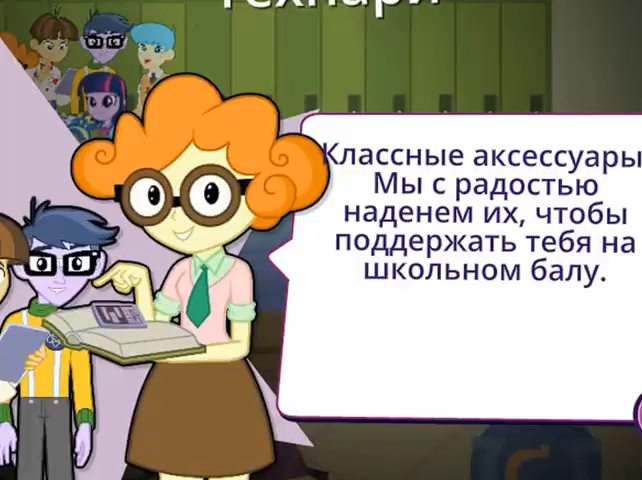 Технари
Классные аксессуары
Мы с радостью
наденем их, чтобы
поддержать тебя на
школьном балу.